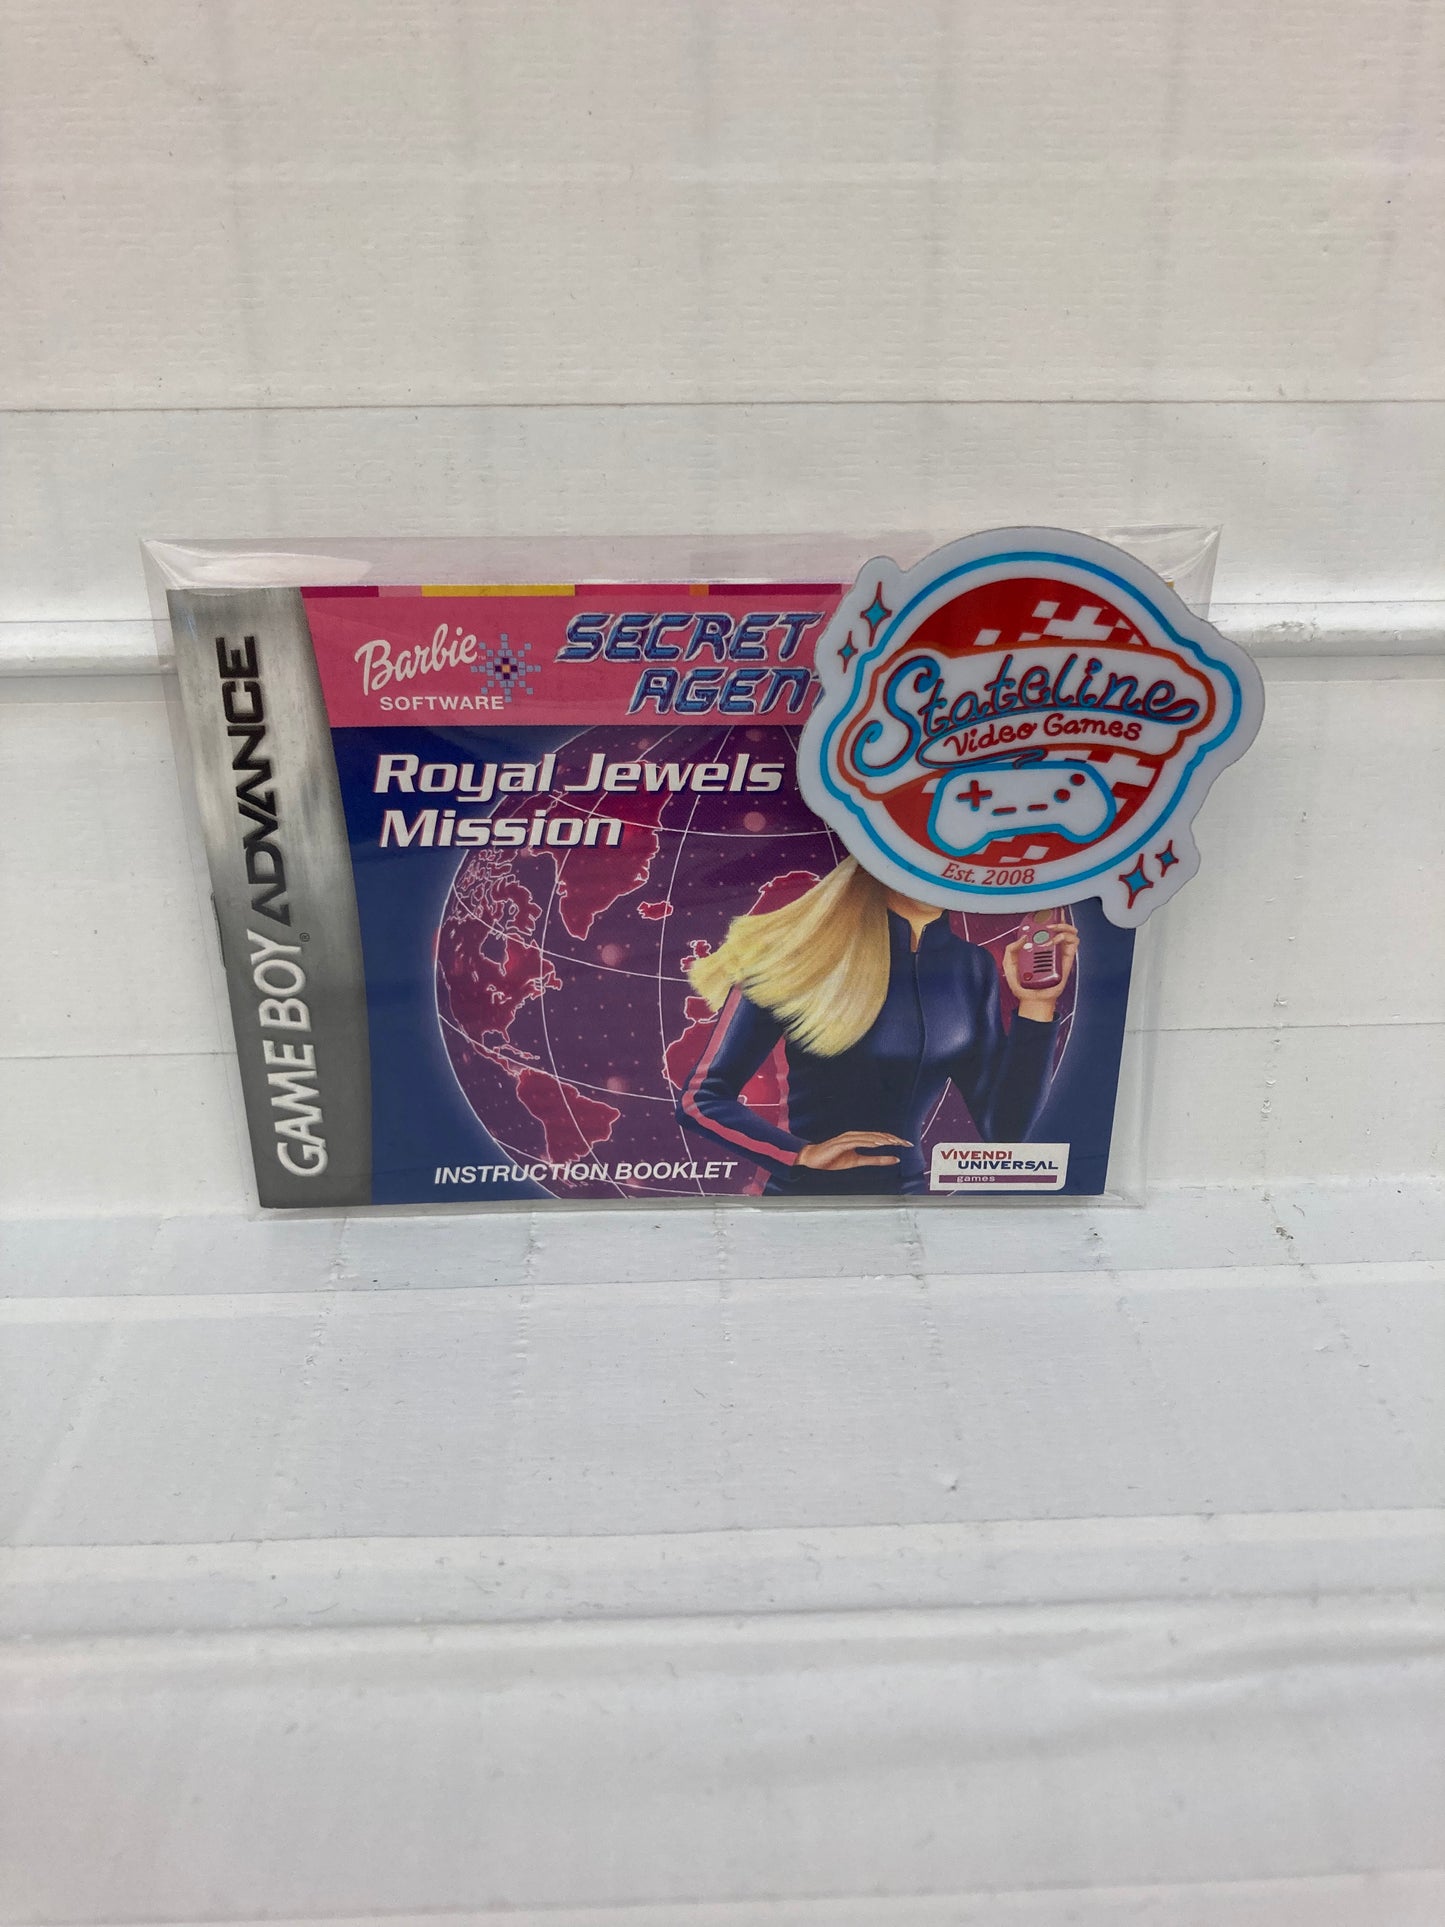 GAME BOY ADVANCE
®
Barbie
SOFTWARE
SECRET
AGEN
Royal Jewels
Mission
INSTRUCTION BOOKLET
VIVENDI
UNIVERSAL
games
Stateline
Video Games
Est. 2008